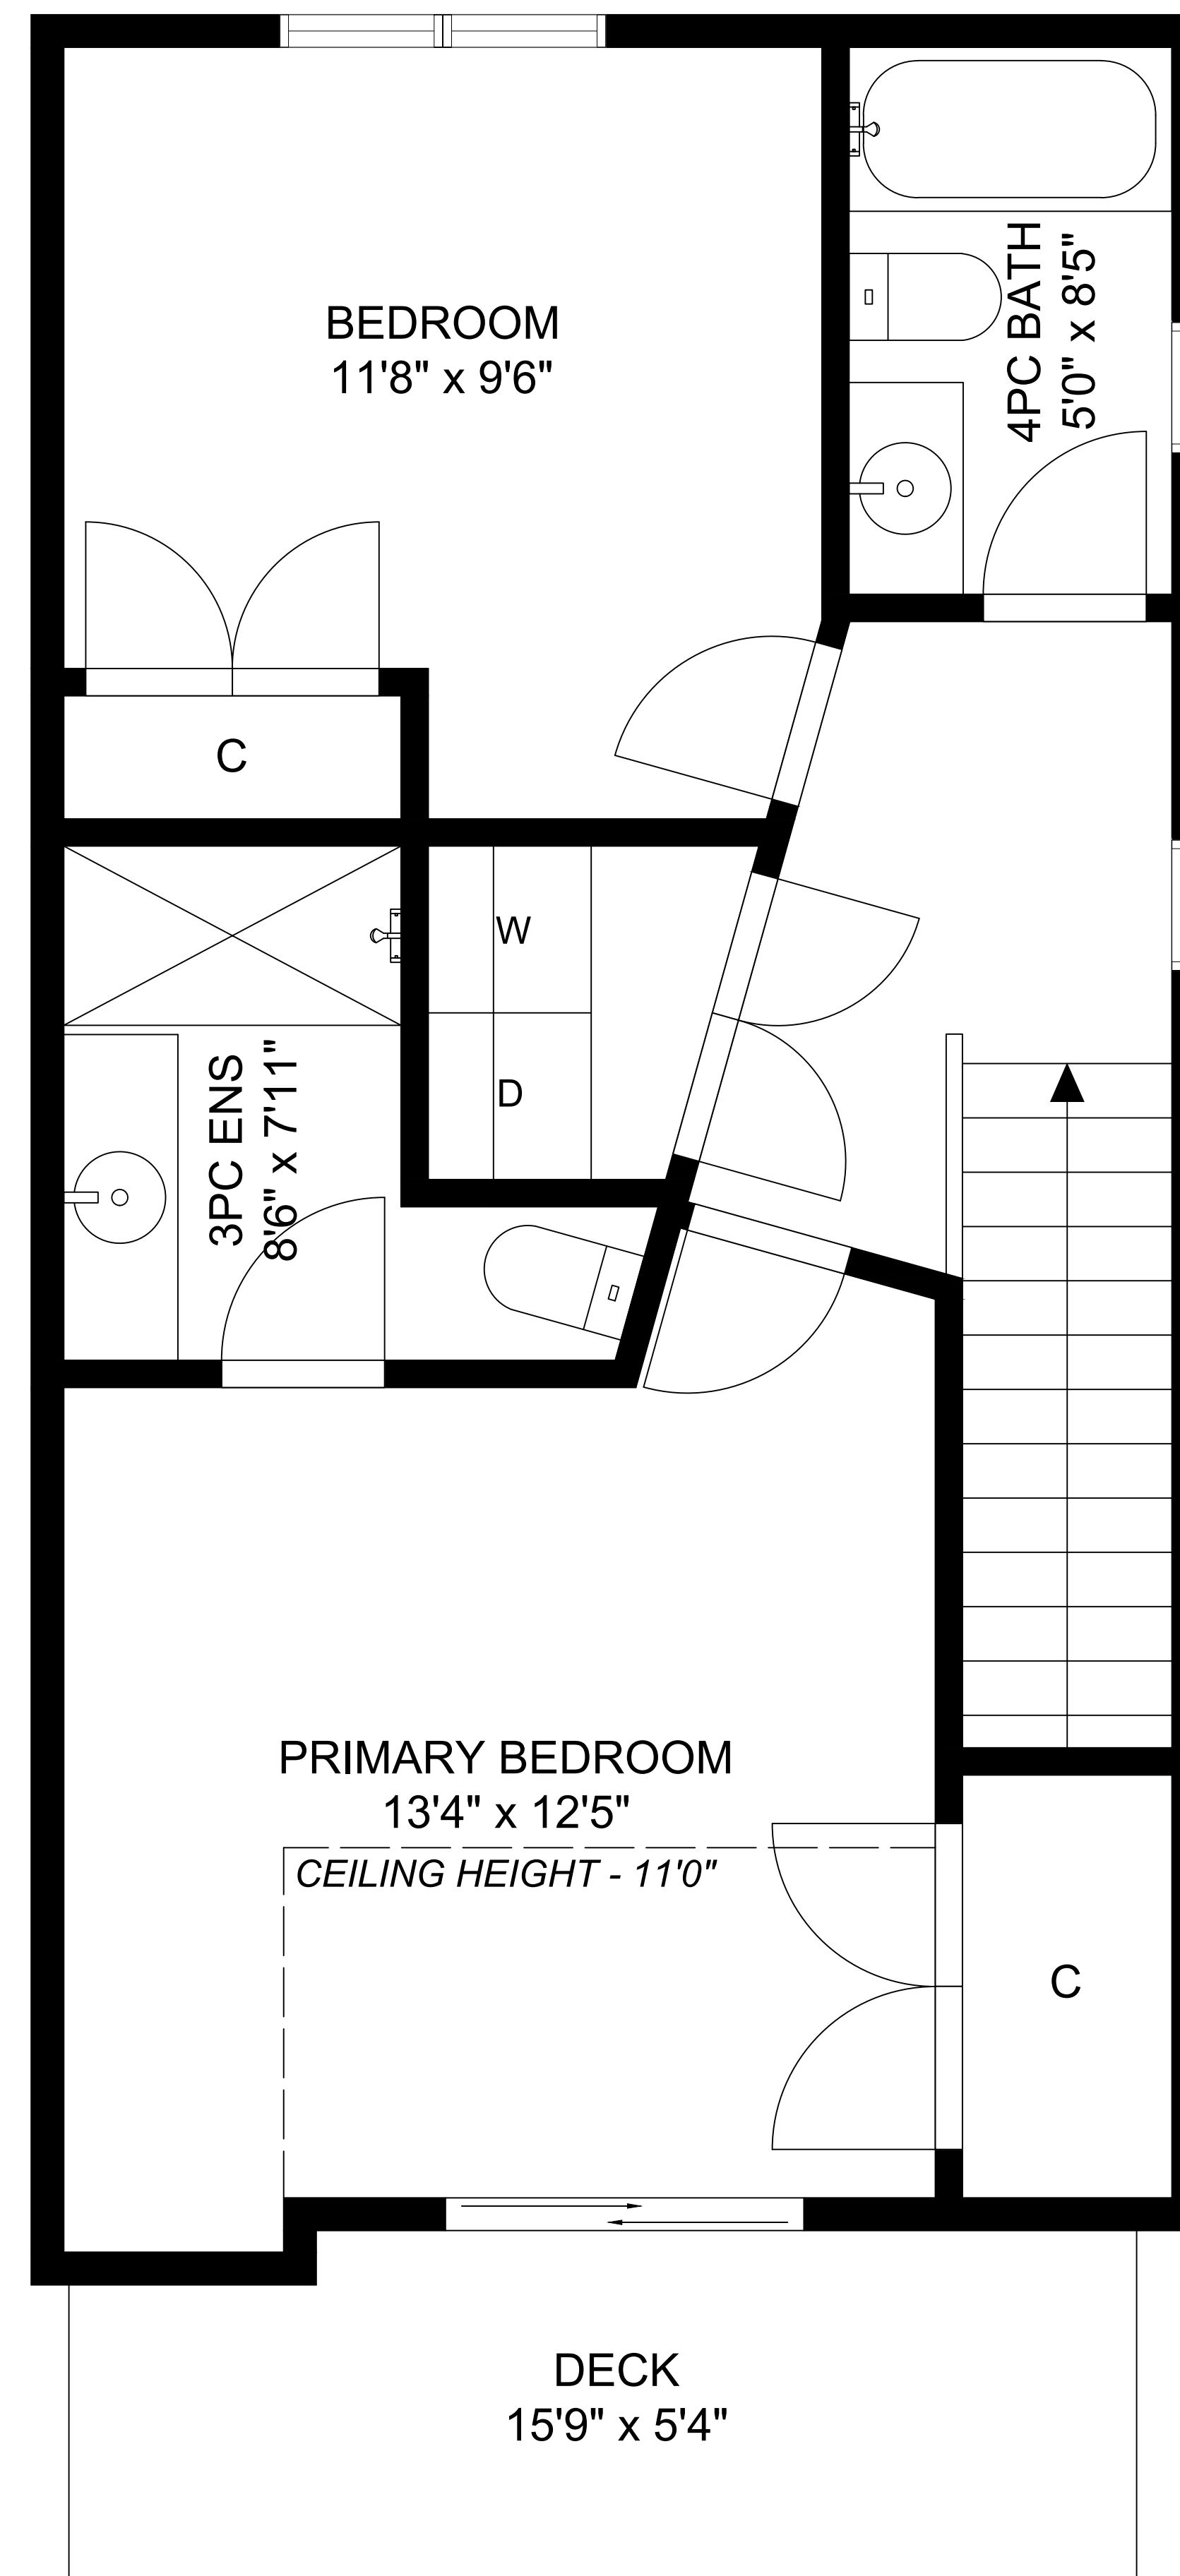 BEDROOM
11'8" x 9'6"
4PC BATH
5'0" x 8'5"
C
W
D
3PC ENS
8'6" x 7'11"
PRIMARY BEDROOM
13'4" x 12'5"
CEILING HEIGHT - 11'0"
C
DECK
15'9" x 5'4"